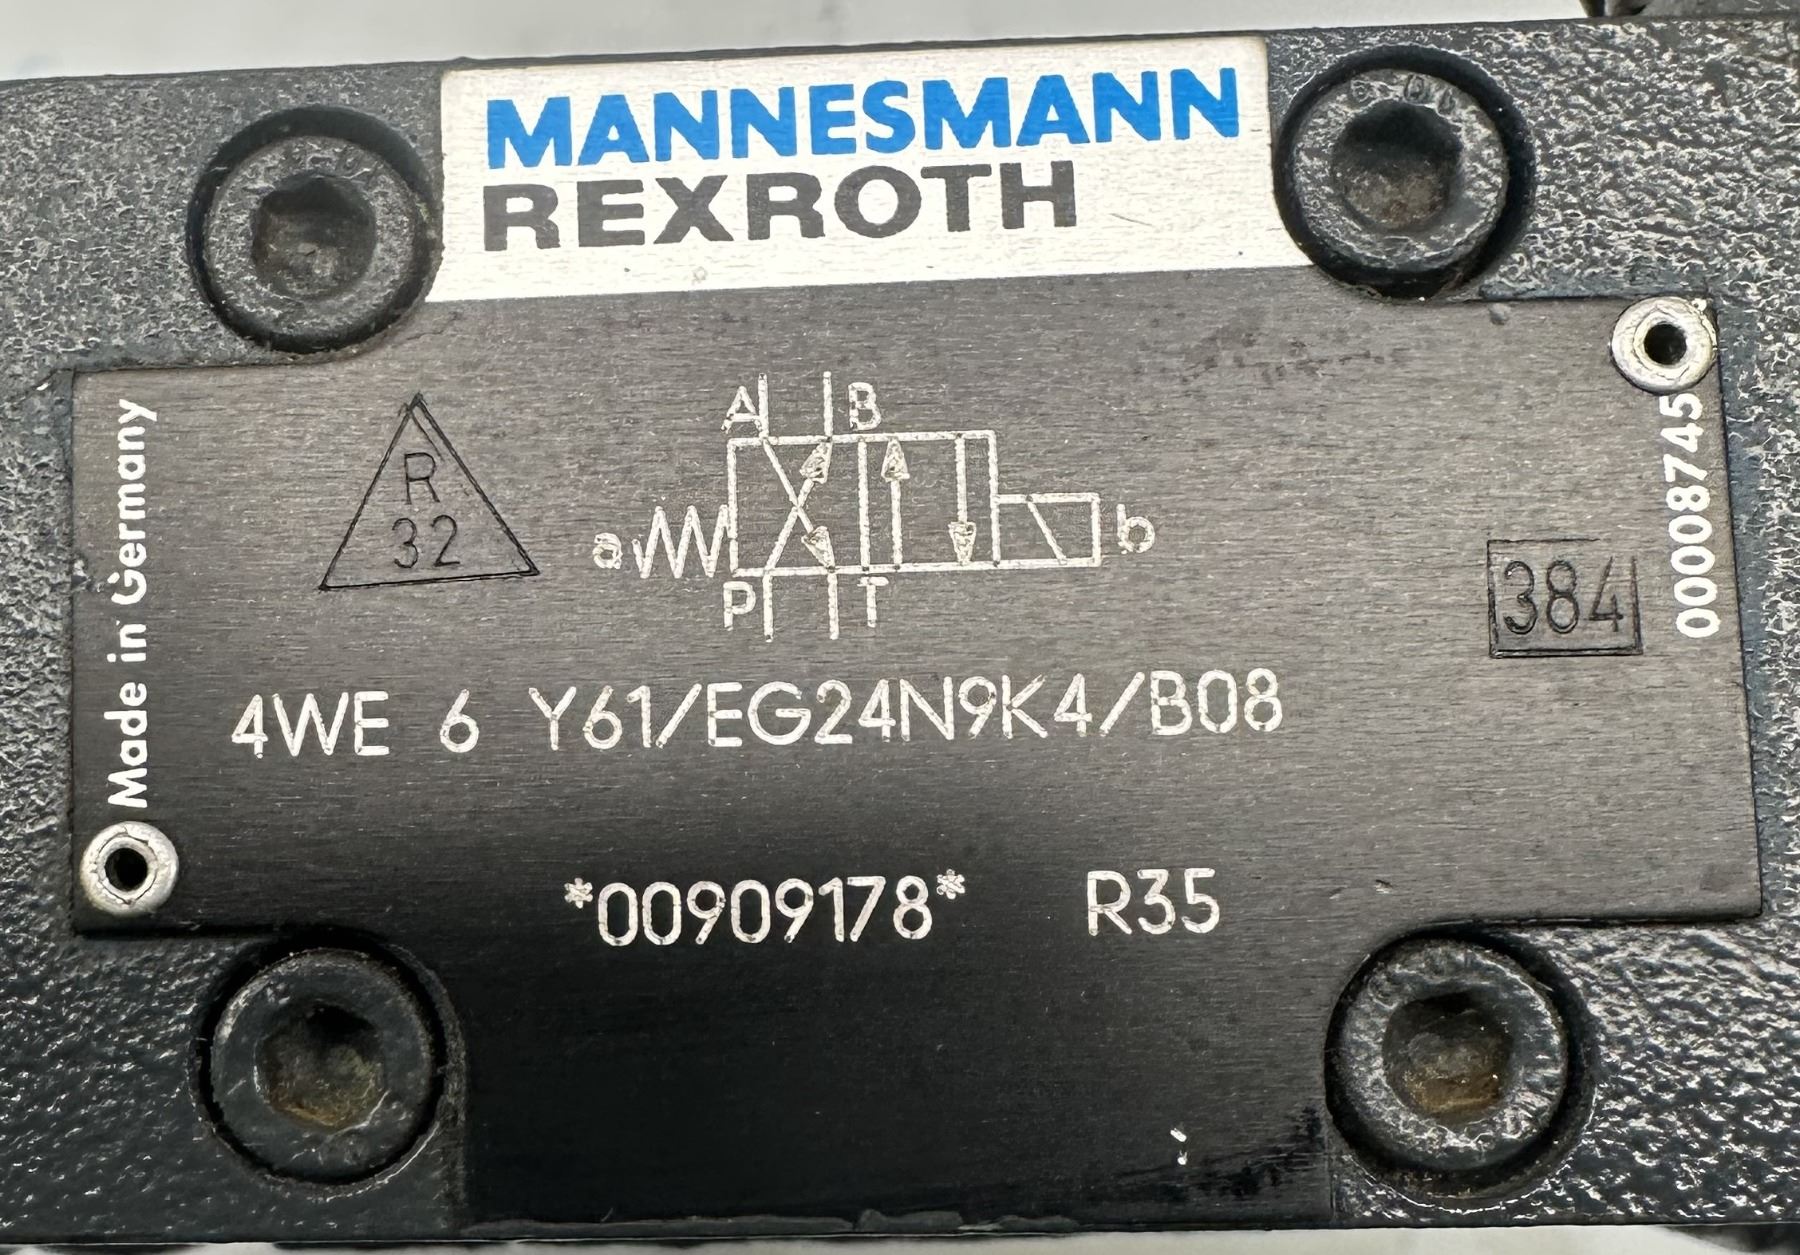 MANNESMANN
REXROTH
Made in Germany
R
32
A B
a b
P T
384
00008745
4WE 6 Y61/EG24N9K4/B08
*00909178* R35